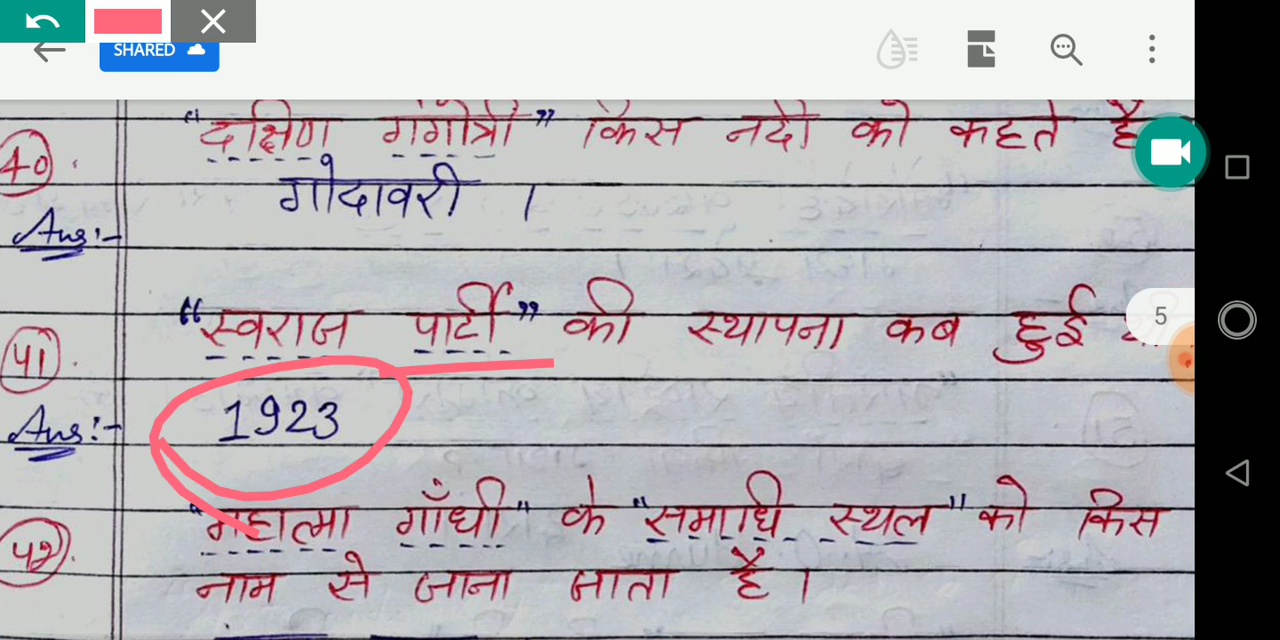 SHARED
40. "दक्षिण गंगोत्री" किस नदी को कहते है
Ans:- गोदावरी ।
41. "स्वराज पार्टी" की स्थापना कब हुई
5
Ans:- 1923
42. "महात्मा गाँधी" के "समाधि स्थल" को किस
नाम से जाना जाता है ।